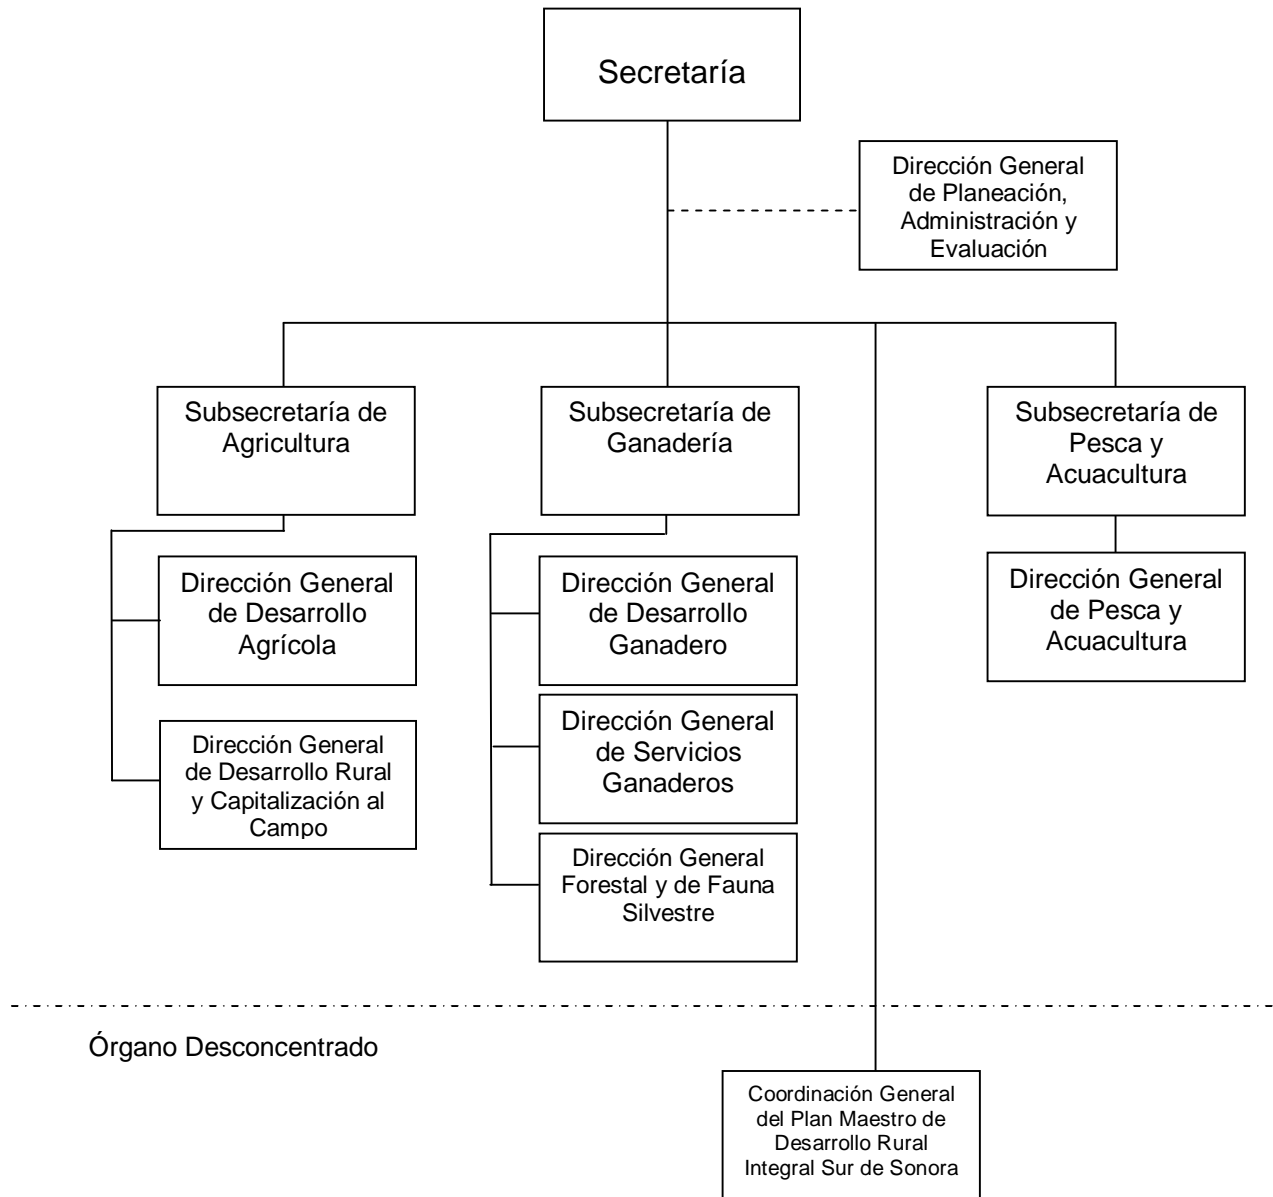 Secretaría
Dirección General
de Planeación,
Administración y
Evaluación
Subsecretaría de
Agricultura
Subsecretaría de
Ganadería
Subsecretaría de
Pesca y
Acuacultura
Dirección General
de Desarrollo
Agrícola
Dirección General
de Desarrollo
Ganadero
Dirección General
de Pesca y
Acuacultura
Dirección General
de Desarrollo Rural
y Capitalización al
Campo
Dirección General
de Servicios
Ganaderos
Dirección General
Forestal y de Fauna
Silvestre
Órgano Desconcentrado
Coordinación General
del Plan Maestro de
Desarrollo Rural
Integral Sur de Sonora